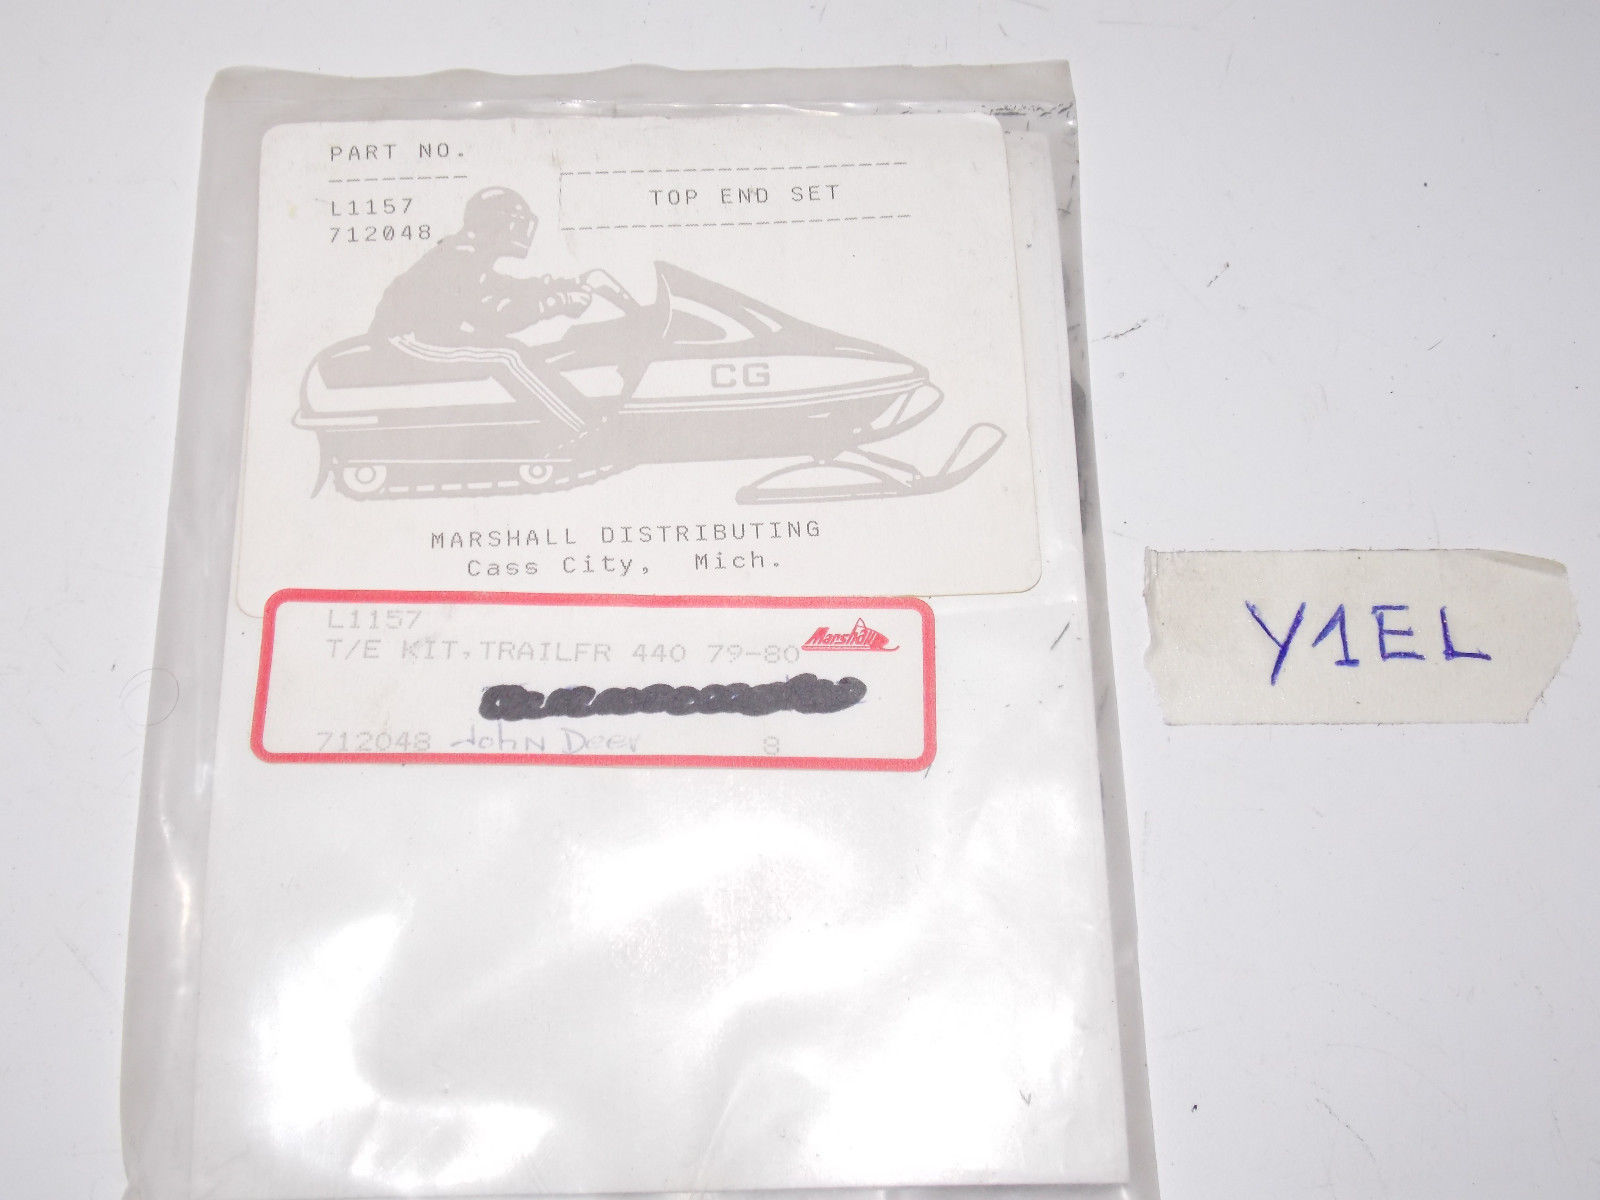 PART NO.
TOP END SET
L1157
712048
CG
MARSHALL DISTRIBUTING
Cass City, Mich.
L1157
Marshall
T/E KIT,TRAILFR 440 79-80
712048 John Deer 8
Y1EL